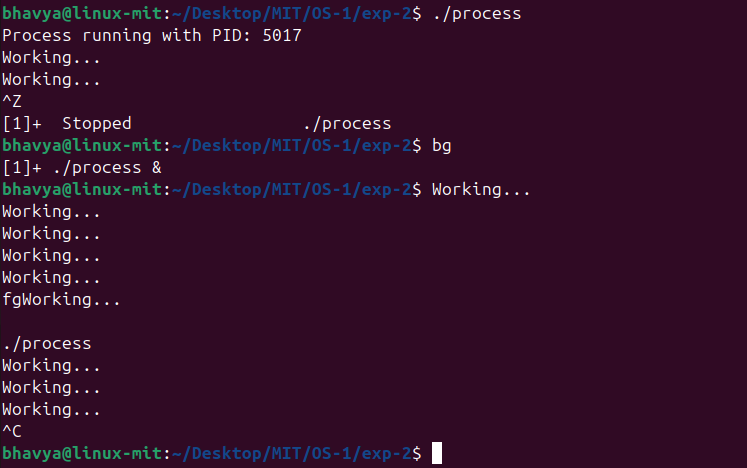 bhavya@linux-mit:~/Desktop/MIT/OS-1/exp-2$ ./process
Process running with PID: 5017
Working...
Working...
^Z
[1]+  Stopped                 ./process
bhavya@linux-mit:~/Desktop/MIT/OS-1/exp-2$ bg
[1]+ ./process &
bhavya@linux-mit:~/Desktop/MIT/OS-1/exp-2$ Working...
Working...
Working...
Working...
Working...
fgWorking...

./process
Working...
Working...
Working...
^C
bhavya@linux-mit:~/Desktop/MIT/OS-1/exp-2$